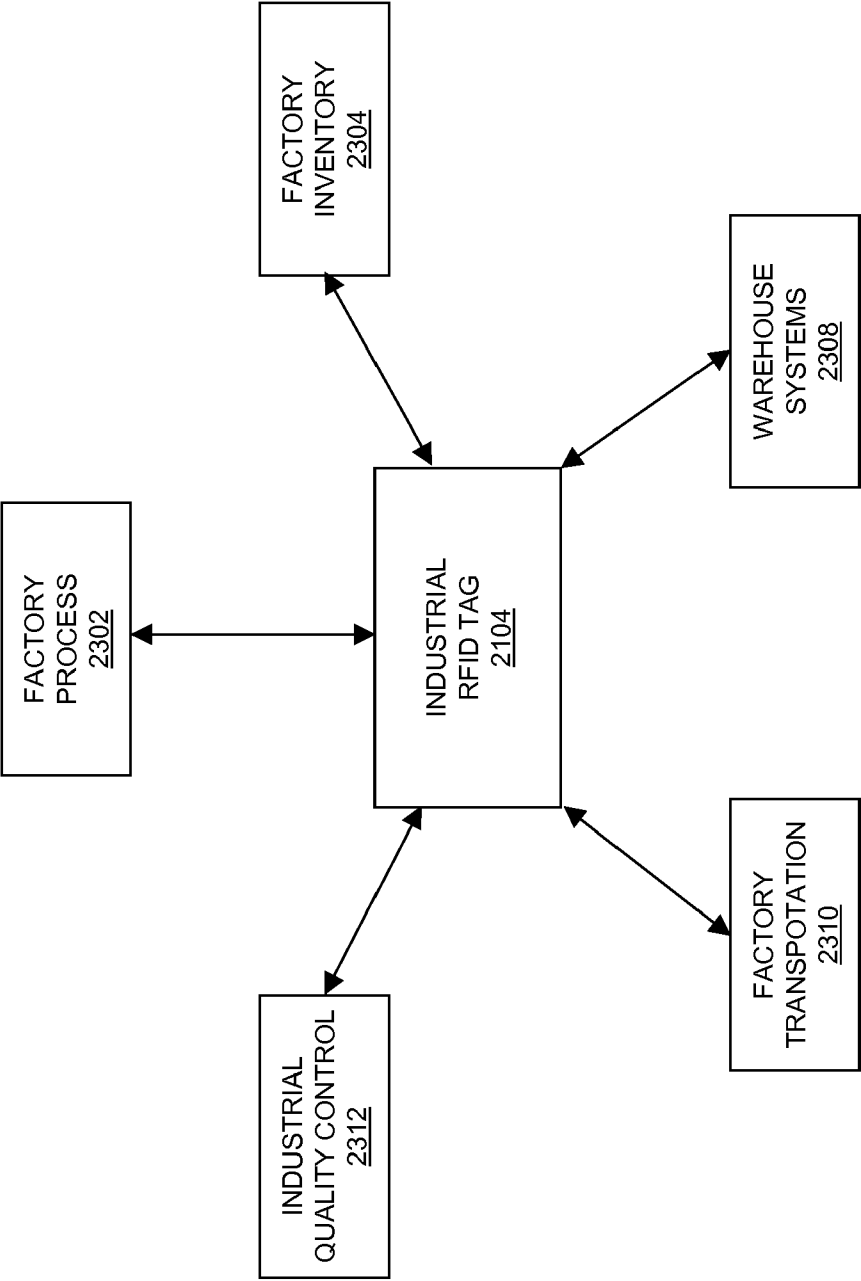 FACTORY
PROCESS
2302
FACTORY
INVENTORY
2304
INDUSTRIAL
RFID TAG
2104
INDUSTRIAL
QUALITY CONTROL
2312
WAREHOUSE
SYSTEMS
2308
FACTORY
TRANSPOTATION
2310